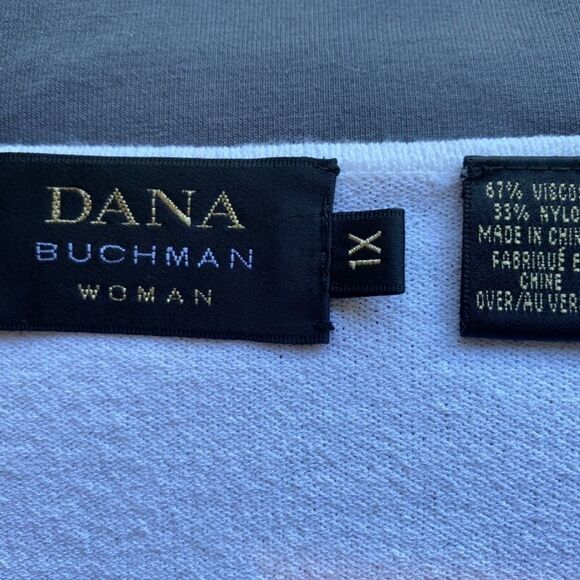 DANA
BUCHMAN
WOMAN
1X
67% VISCO
33% NYLO
MADE IN CHIN
FABRIQUÉ E
CHINE
OVER/AU VER